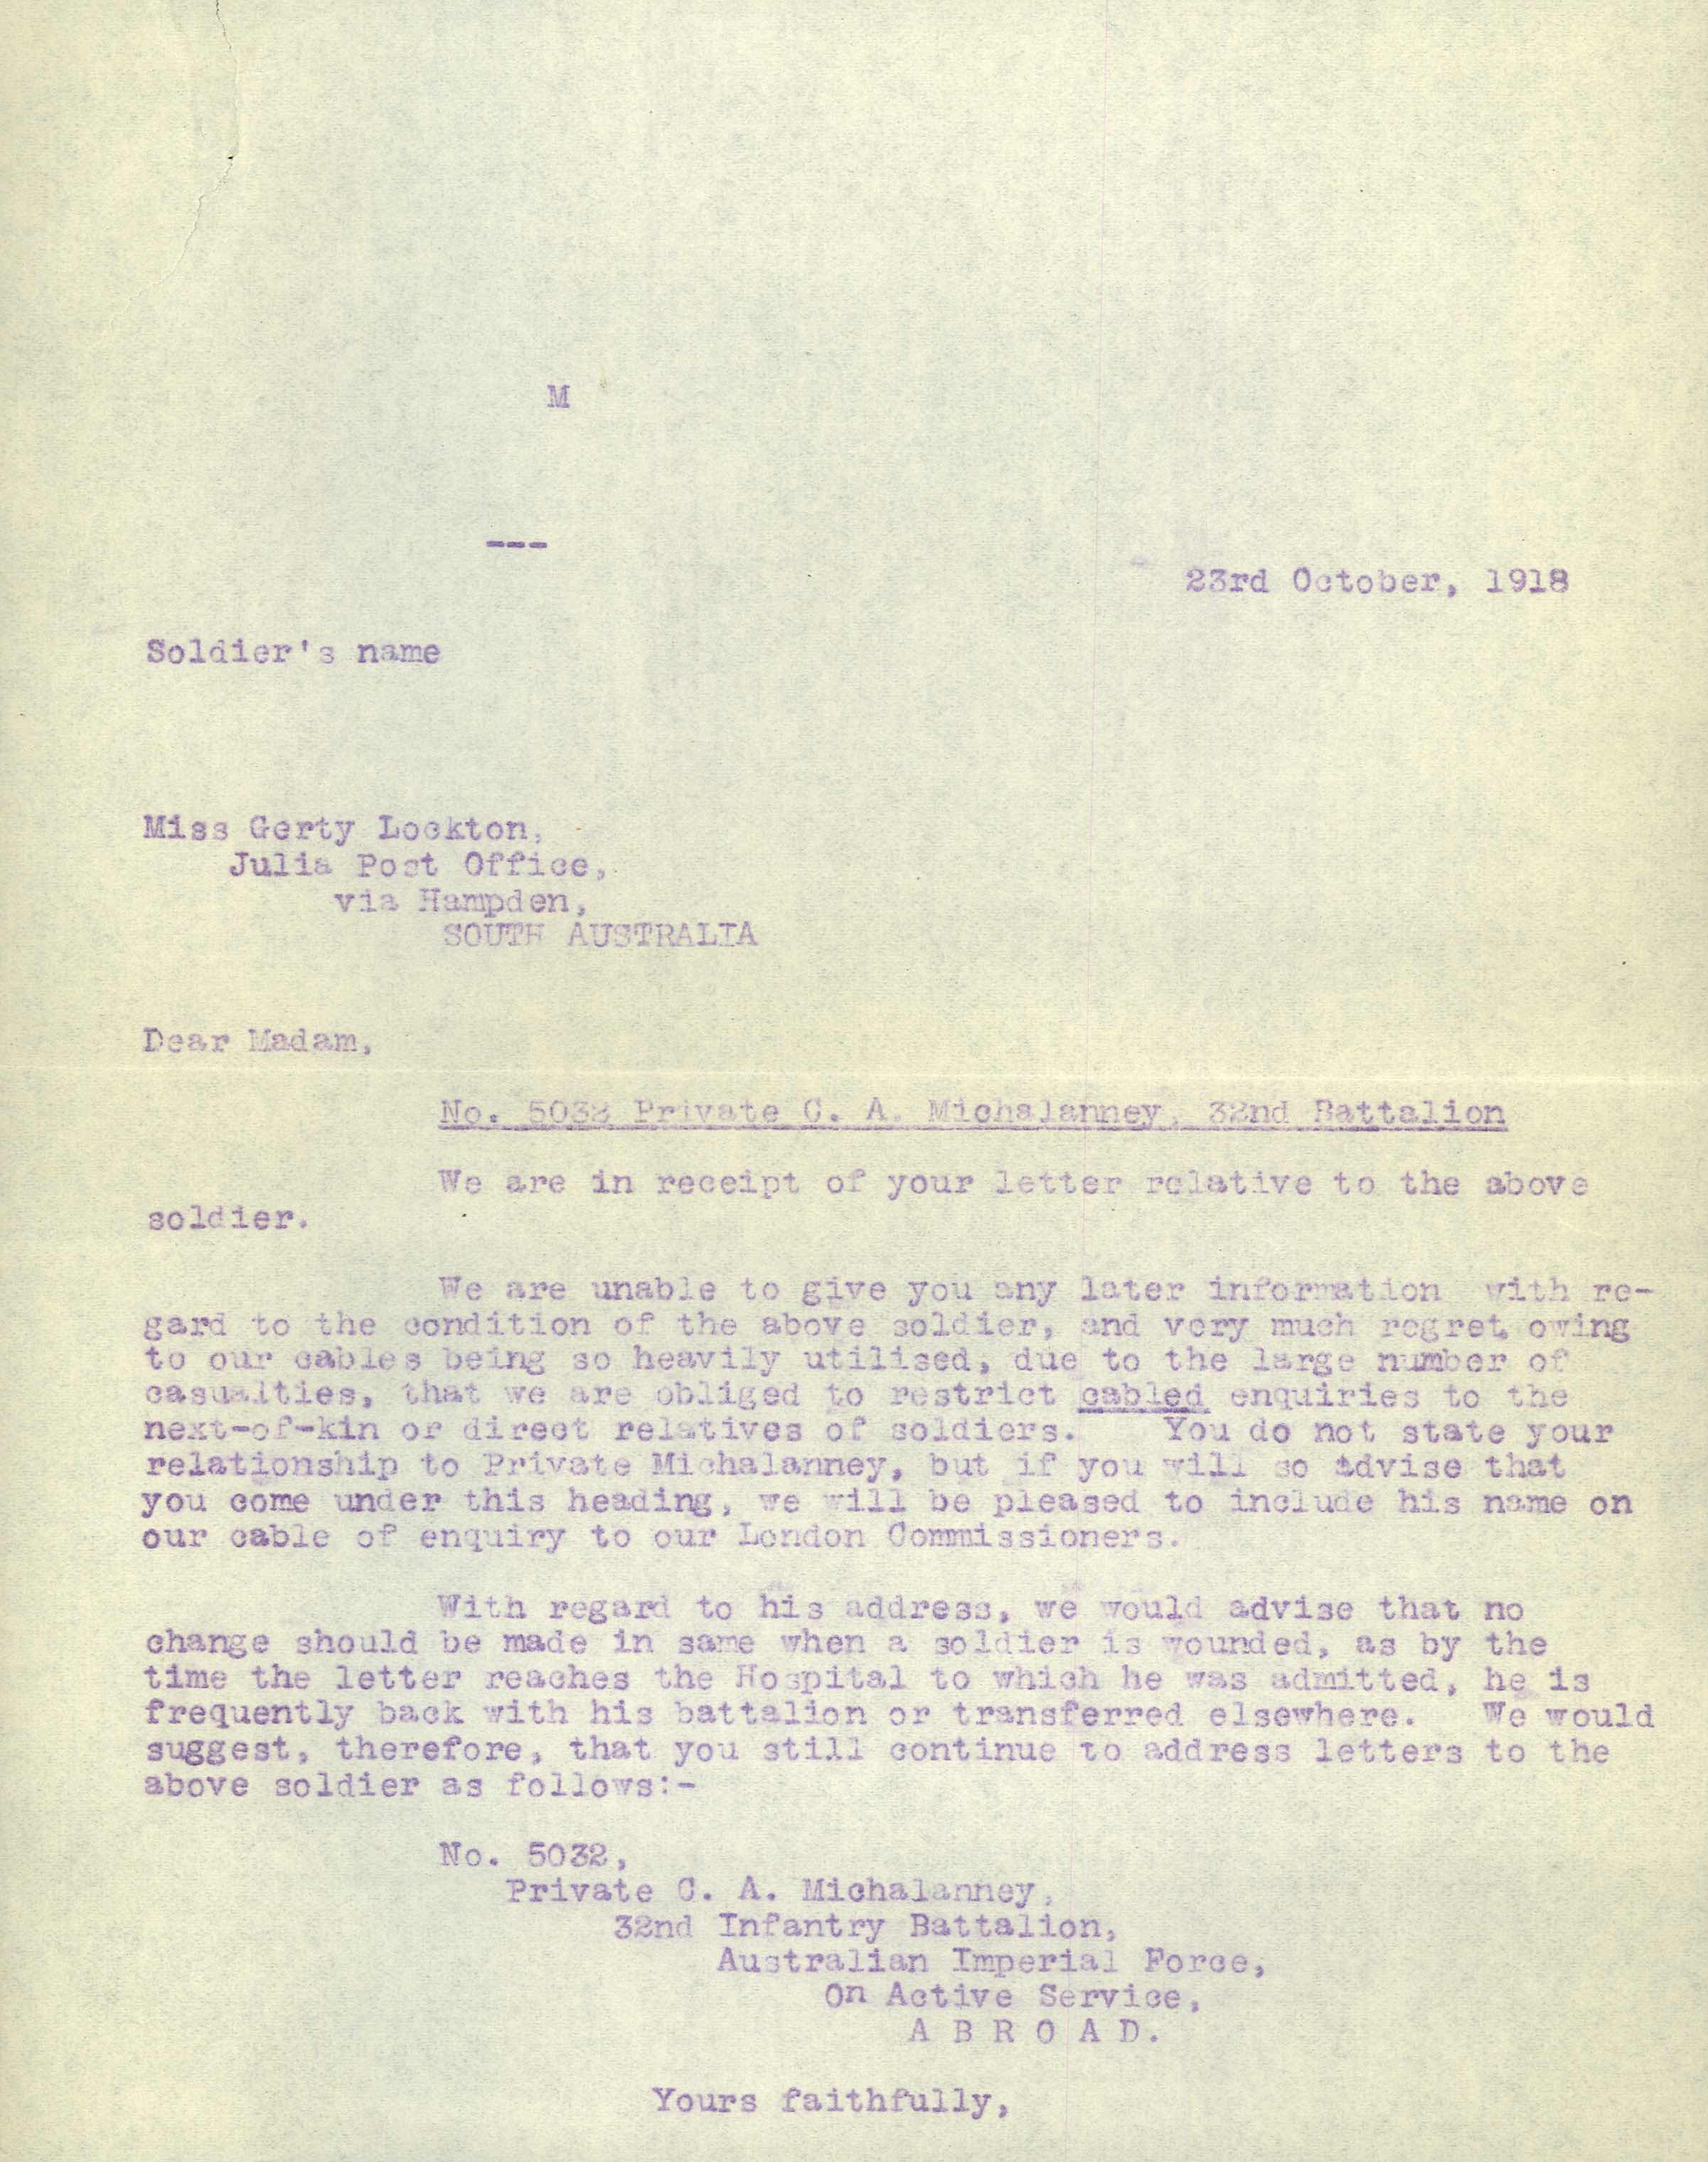 M
---
23rd October, 1918
Soldier's name
Miss Gerty Lockton,
Julia Post Office,
via Hampden,
SOUTH AUSTRALIA
Dear Madam,
No. 5032 Private C. A. Michalanney, 32nd Battalion
We are in receipt of your letter relative to the above
soldier.
We are unable to give you any later information with re-
gard to the condition of the above soldier, and very much regret owing
to our cables being so heavily utilised, due to the large number of
casualties, that we are obliged to restrict cabled enquiries to the
next-of-kin or direct relatives of soldiers. You do not state your
relationship to Private Michalanney, but if you will so advise that
you come under this heading, we will be pleased to include his name on
our cable of enquiry to our London Commissioners.
With regard to his address, we would advise that no
change should be made in same when a soldier is wounded, as by the
time the letter reaches the Hospital to which he was admitted, he is
frequently back with his battalion or transferred elsewhere. We would
suggest, therefore, that you still continue to address letters to the
above soldier as follows:-
No. 5032,
Private C. A. Michalanney,
32nd Infantry Battalion,
Australian Imperial Force,
On Active Service,
A B R O A D.
Yours faithfully,